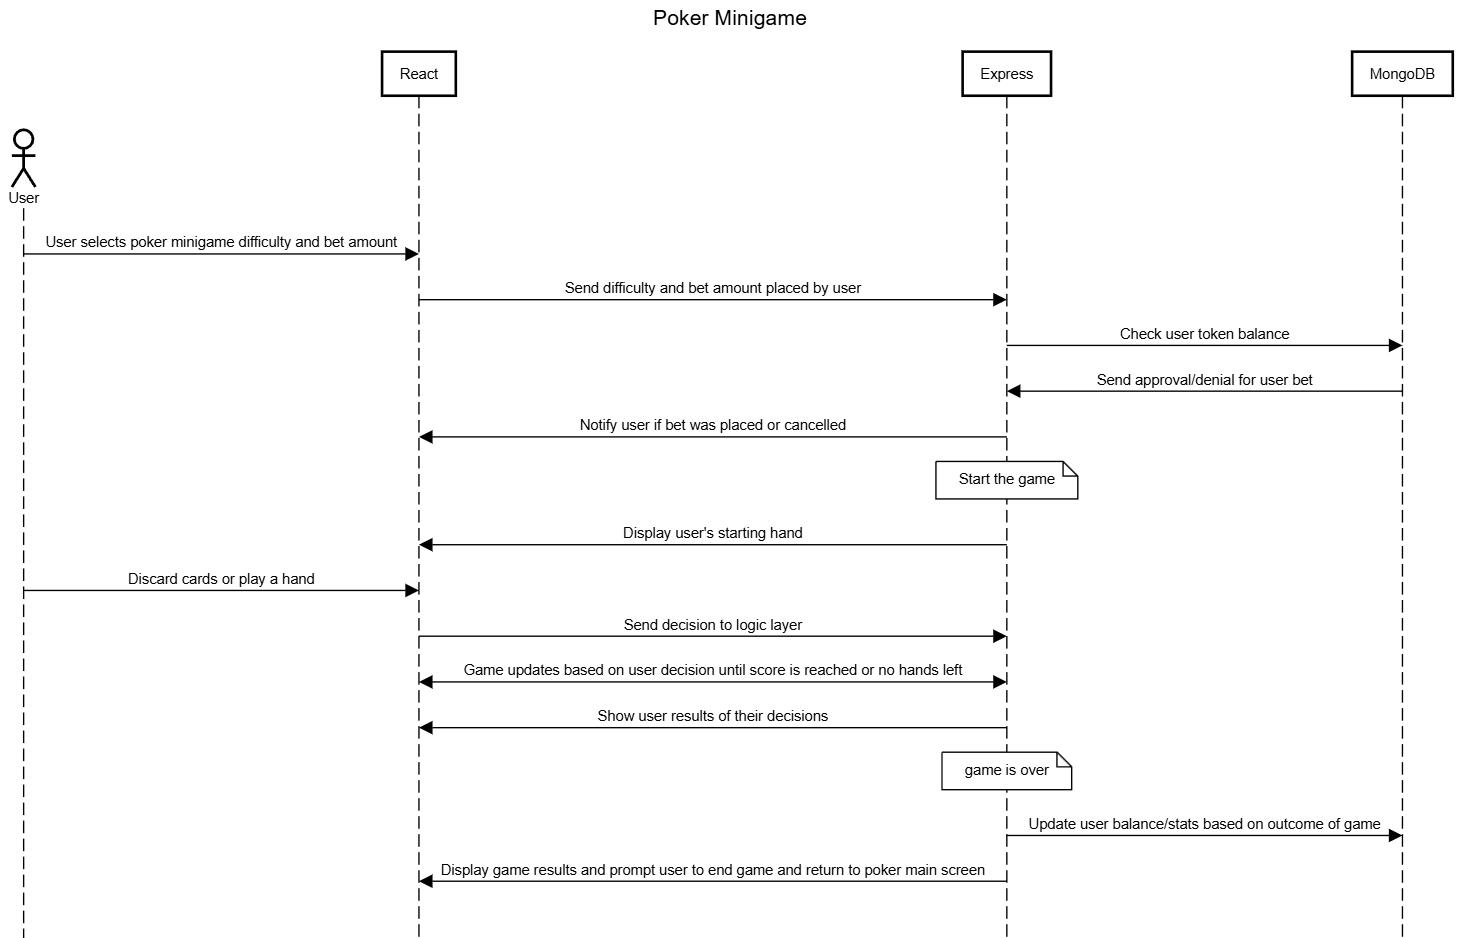 Poker Minigame
React
Express
MongoDB
User
User selects poker minigame difficulty and bet amount
Send difficulty and bet amount placed by user
Check user token balance
Send approval/denial for user bet
Notify user if bet was placed or cancelled
Start the game
Display user's starting hand
Discard cards or play a hand
Send decision to logic layer
Game updates based on user decision until score is reached or no hands left
Show user results of their decisions
game is over
Update user balance/stats based on outcome of game
Display game results and prompt user to end game and return to poker main screen